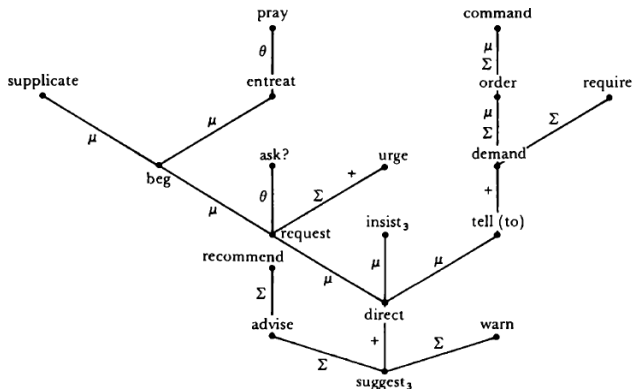 pray command
θ μ
Σ
supplicate entreat order require
μ μ μ
Σ Σ
ask? urge demand
beg +
μ θ Σ +
request insist₃ tell (to)
recommend
μ μ μ
Σ
advise direct warn
Σ + Σ
suggest₃